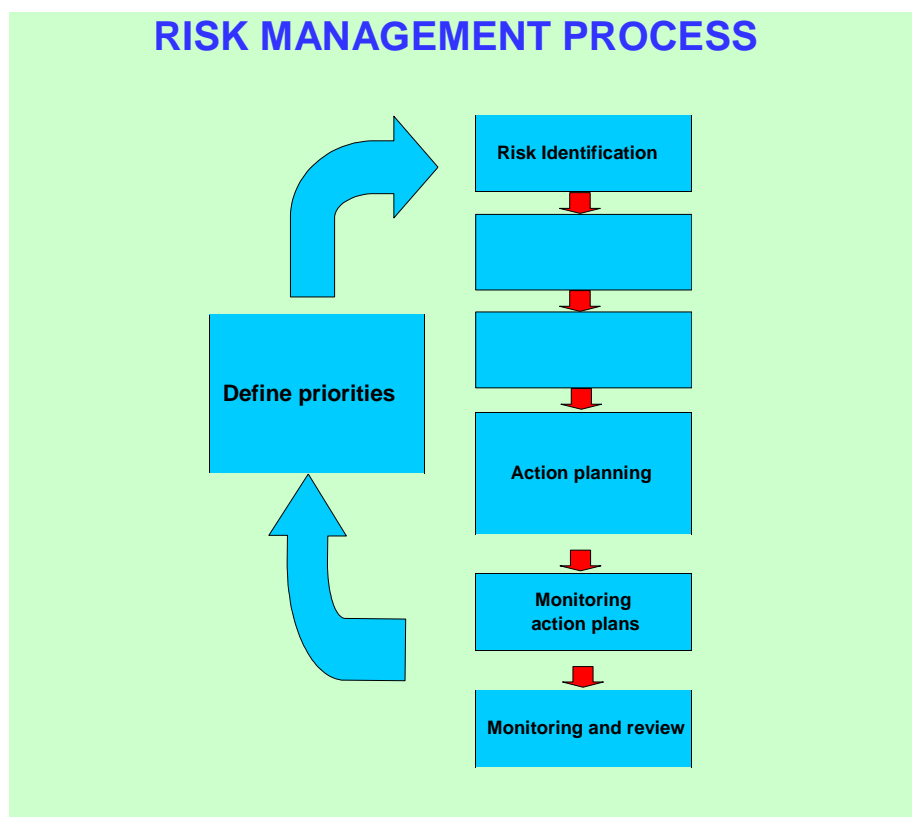 RISK MANAGEMENT PROCESS
Risk Identification
Define priorities
Action planning
Monitoring
action plans
Monitoring and review